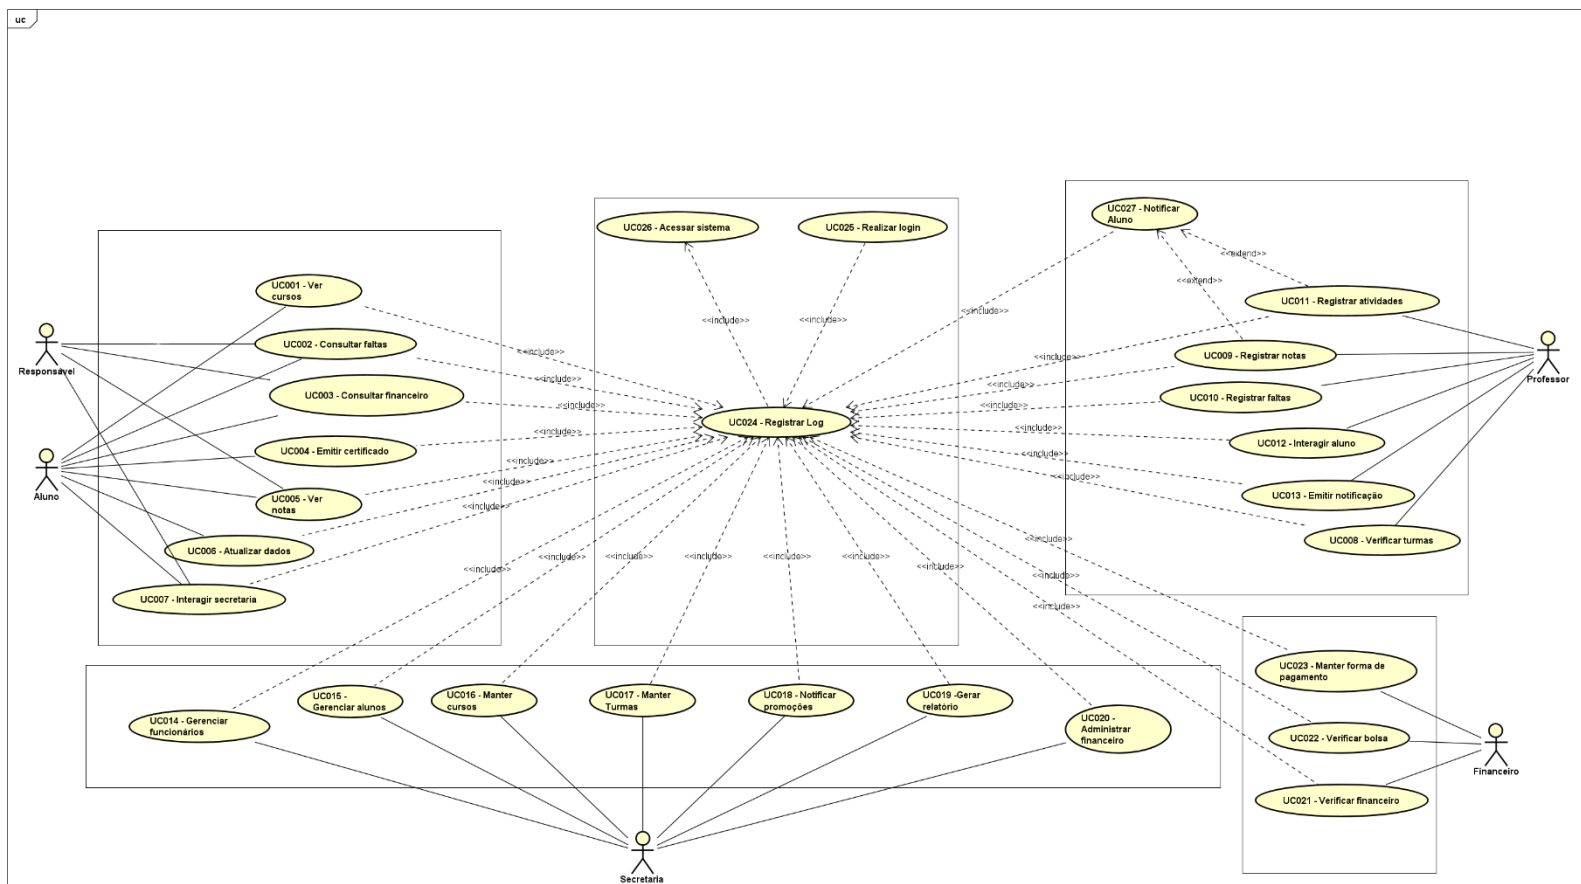 uc
UC026 - Acessar sistema
UC025 - Realizar login
UC027 - Notificar
Aluno
<<extend>>
<<extend>>
UC001 - Ver
cursos
UC011 - Registrar atividades
<<include>>
<<include>>
<<include>>
Responsável
UC002 - Consultar faltas
<<include>>
<<include>>
UC009 - Registrar notas
Professor
<<include>>
<<include>>
UC003 - Consultar financeiro
UC010 - Registrar faltas
<<include>>
<<include>>
UC024 - Registrar Log
UC004 - Emitir certificado
<<include>>
<<include>>
UC012 - Interagir aluno
<<include>>
<<include>>
Aluno
UC005 - Ver
notas
<<include>>
<<include>>
UC013 - Emitir notificação
<<include>>
UC006 - Atualizar dados
UC008 - Verificar turmas
<<include>>
<<include>>
<<include>>
<<include>>
<<include>>
<<include>>
<<include>>
<<include>>
<<include>>
UC007 - Interagir secretaria
<<include>>
UC023 - Manter forma de
pagamento
UC014 - Gerenciar
funcionários
UC015 -
Gerenciar alunos
UC016 - Manter
cursos
UC017 - Manter
Turmas
UC018 - Notificar
promoções
UC019 -Gerar
relatório
UC020 -
Administrar
financeiro
UC022 - Verificar bolsa
Financeiro
UC021 - Verificar financeiro
Secretaria